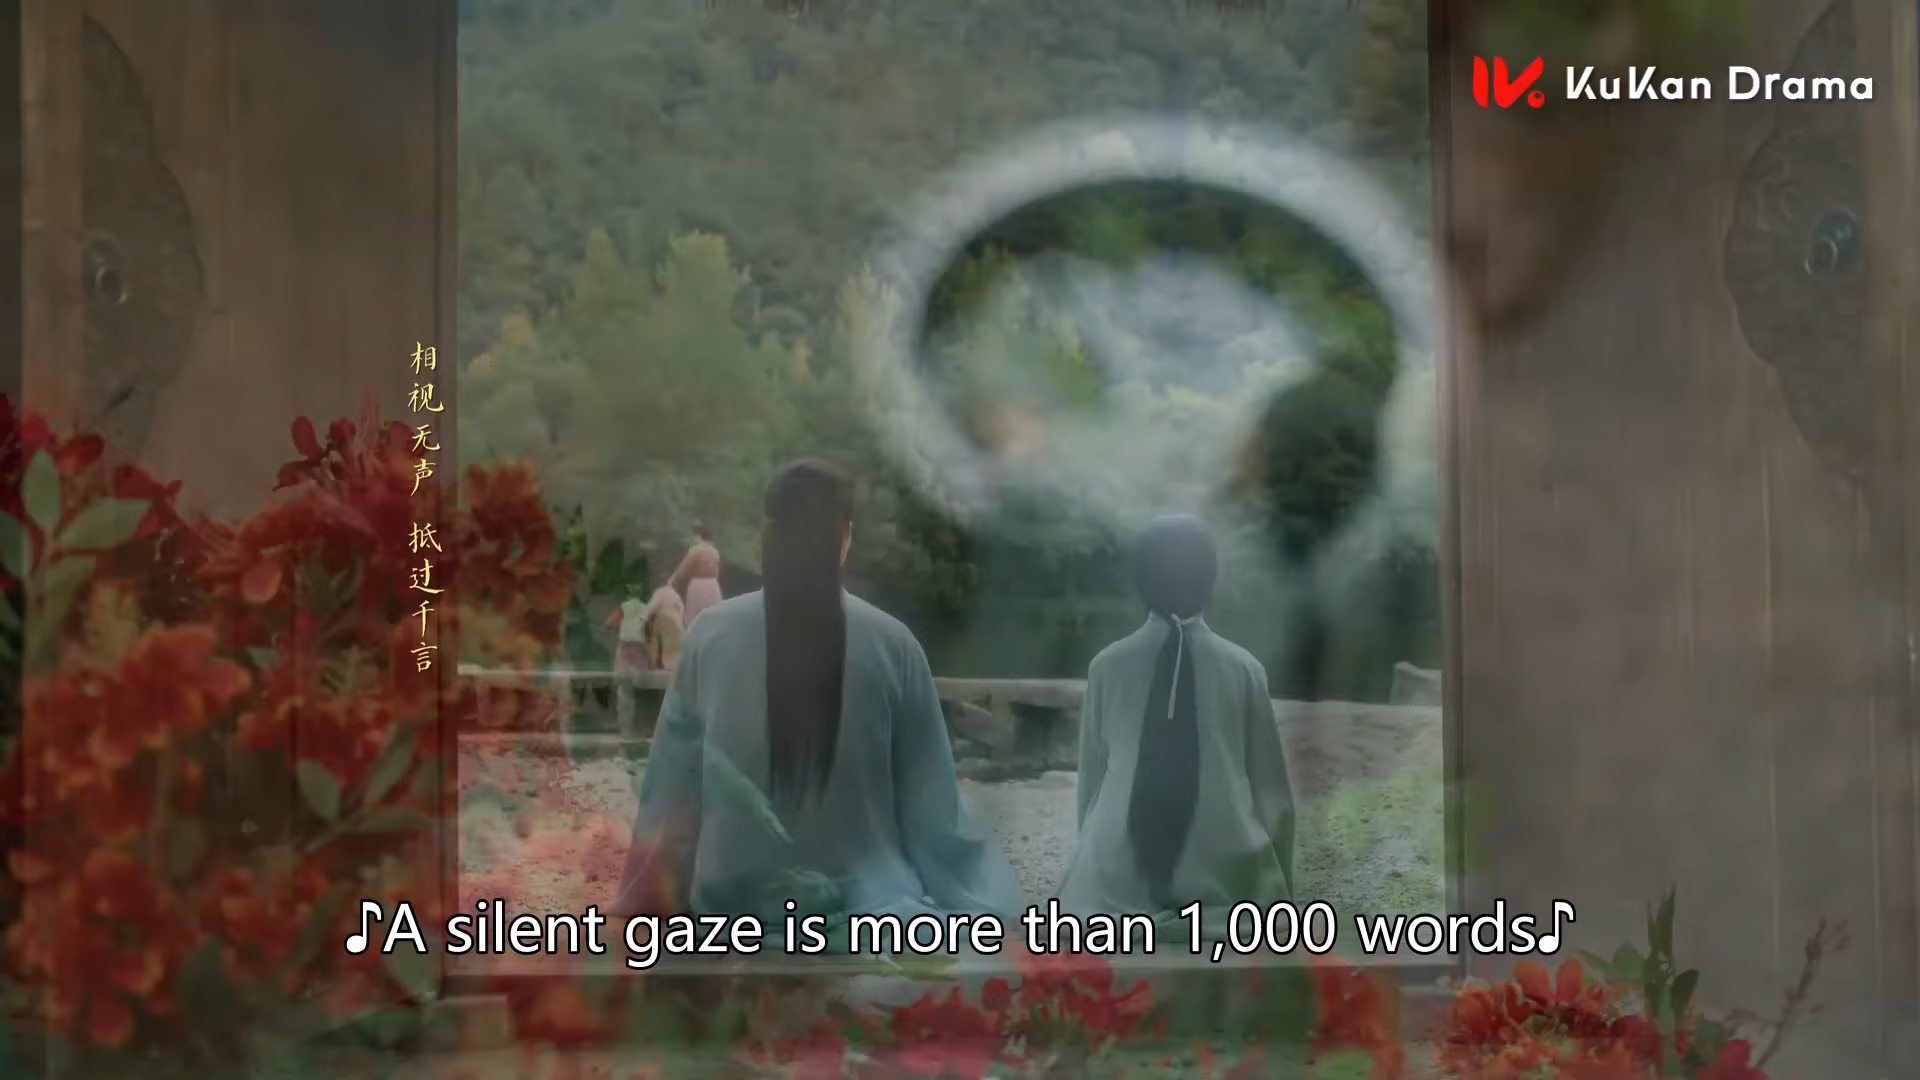 KuKan Drama
相视无声 抵过千言
♪A silent gaze is more than 1,000 words♪